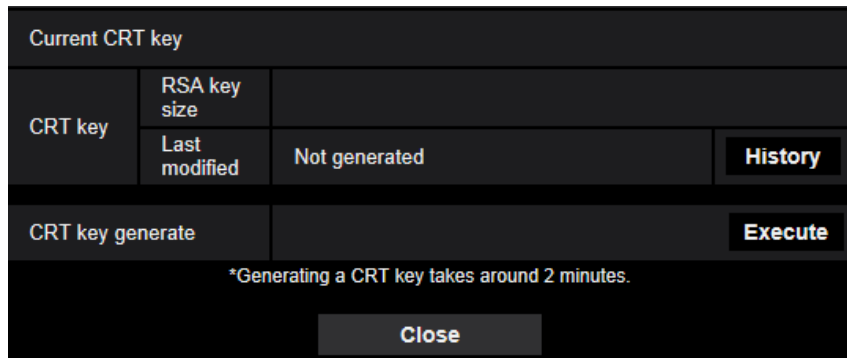 Current CRT key
CRT key
RSA key
size
Last
modified
Not generated
History
CRT key generate
Execute
*Generating a CRT key takes around 2 minutes.
Close